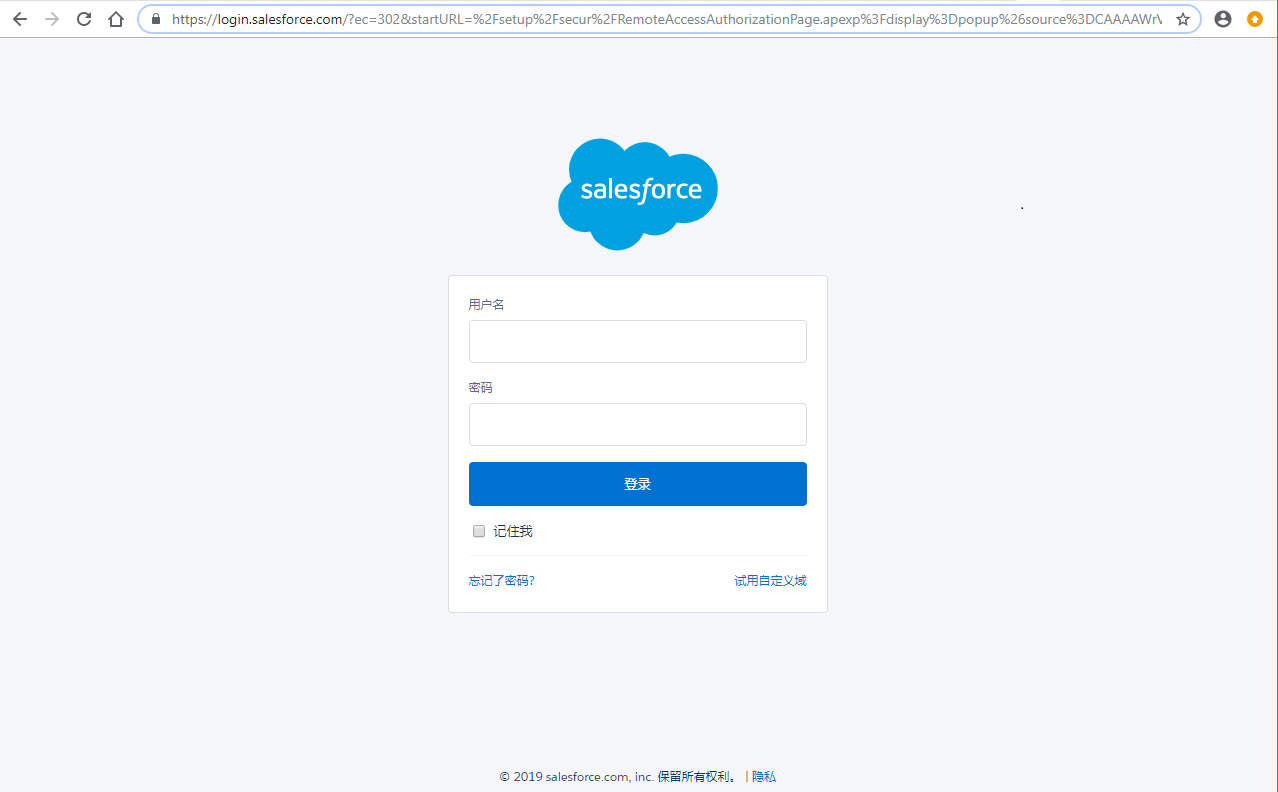 https://login.salesforce.com/?ec=302&startURL=%2Fsetup%2Fsecur%2FRemoteAccessAuthorizationPage.apexp%3Fdisplay%3Dpopup%26source%3DCAAAAWrV
salesforce
用户名
密码
登录
记住我
忘记了密码? 试用自定义域
© 2019 salesforce.com, inc. 保留所有权利。 | 隐私